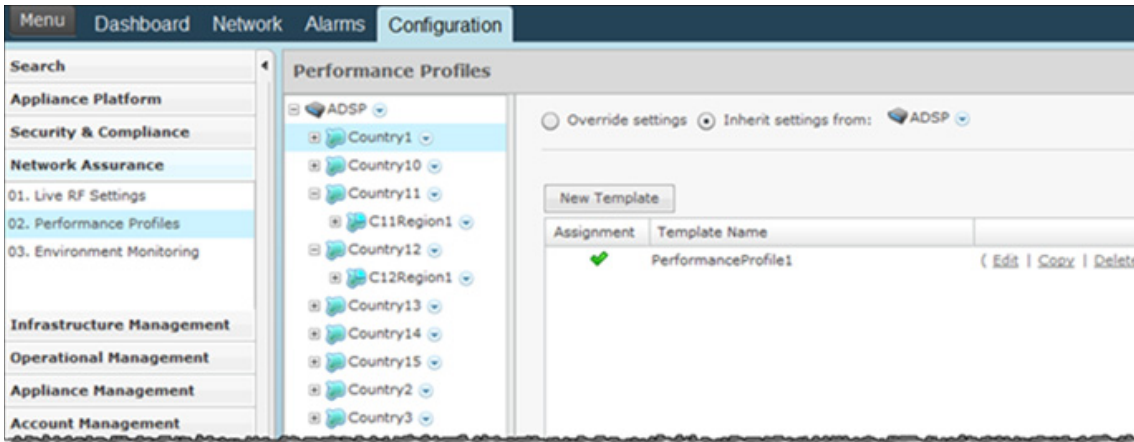 Menu Dashboard Network Alarms Configuration
Search
Appliance Platform
Security & Compliance
Network Assurance
01. Live RF Settings
02. Performance Profiles
03. Environment Monitoring
Infrastructure Management
Operational Management
Appliance Management
Account Management
Performance Profiles
ADSP
Country1
Country10
Country11
C11Region1
Country12
C12Region1
Country13
Country14
Country15
Country2
Country3
Override settings Inherit settings from: ADSP
New Template
Assignment Template Name
PerformanceProfile1 ( Edit | Copy | Delete